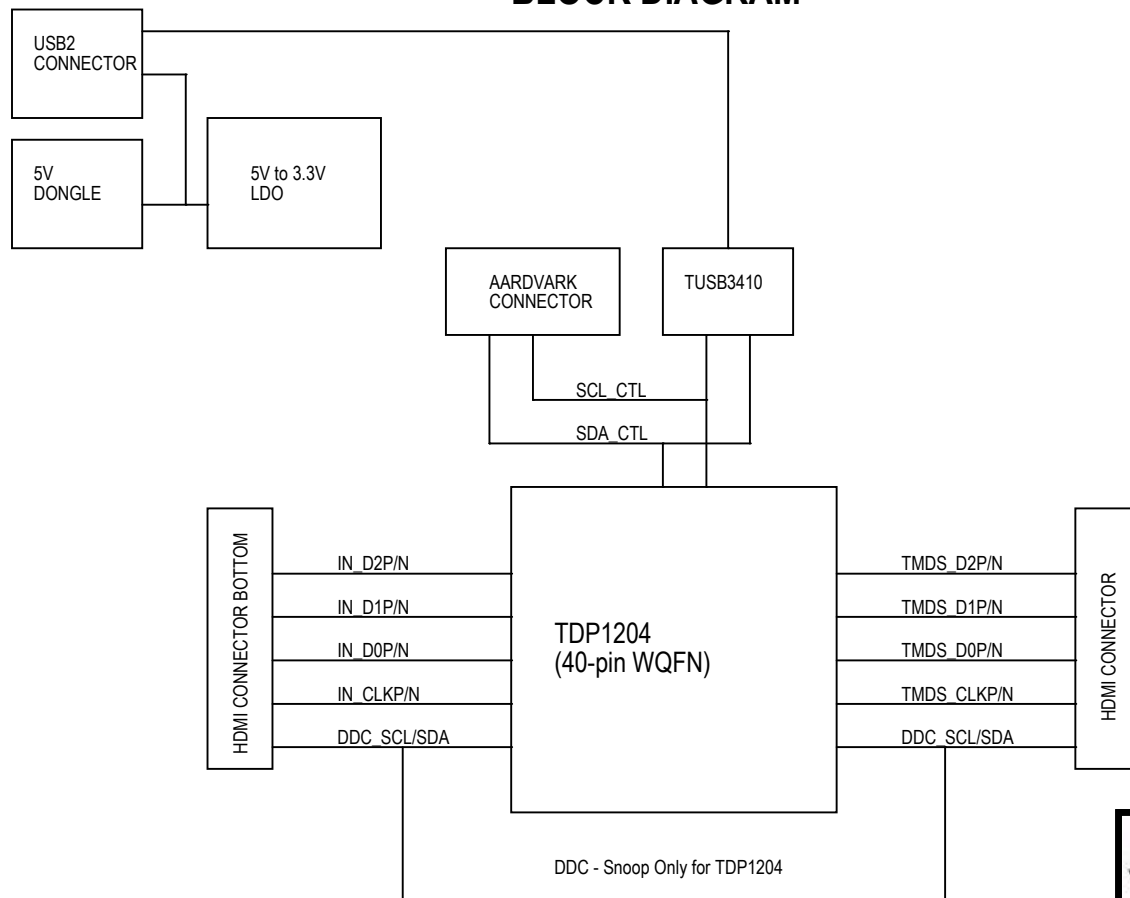 BLOCK DIAGRAM
USB2
CONNECTOR
5V
DONGLE
5V to 3.3V
LDO
AARDVARK
CONNECTOR
TUSB3410
SCL_CTL
SDA_CTL
HDMI CONNECTOR BOTTOM
IN_D2P/N
IN_D1P/N
IN_D0P/N
IN_CLKP/N
DDC_SCL/SDA
TDP1204
(40-pin WQFN)
TMDS_D2P/N
TMDS_D1P/N
TMDS_D0P/N
TMDS_CLKP/N
DDC_SCL/SDA
HDMI CONNECTOR
DDC - Snoop Only for TDP1204